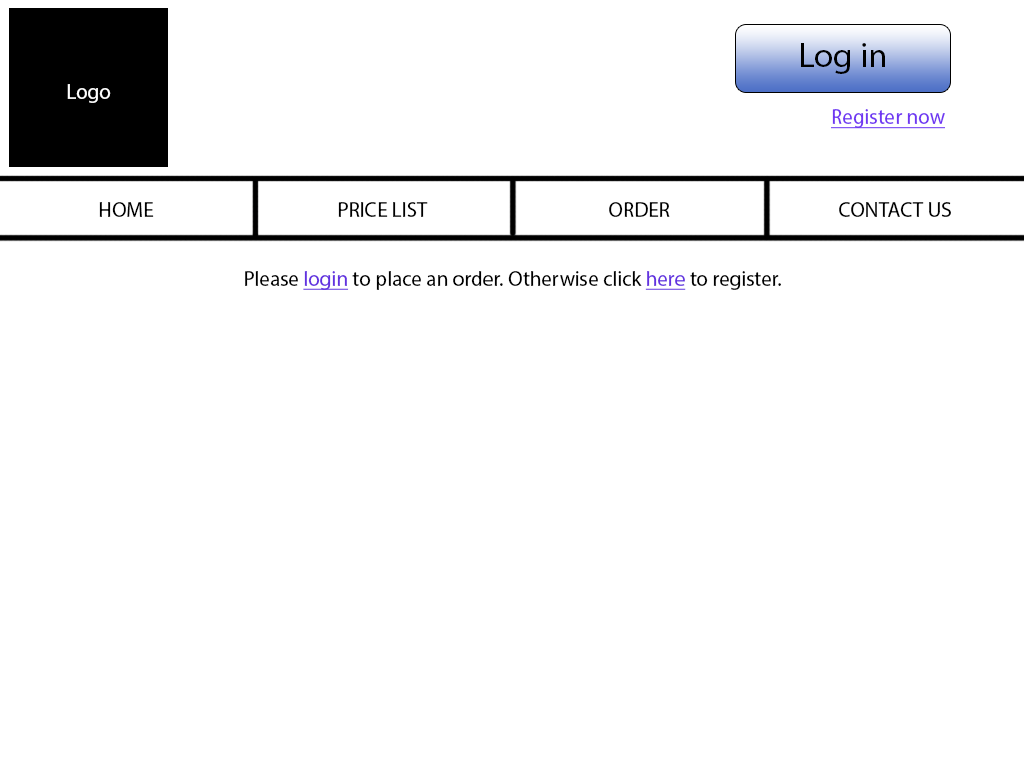 Logo
Log in
Register now
HOME
PRICE LIST
ORDER
CONTACT US
Please login to place an order. Otherwise click here to register.